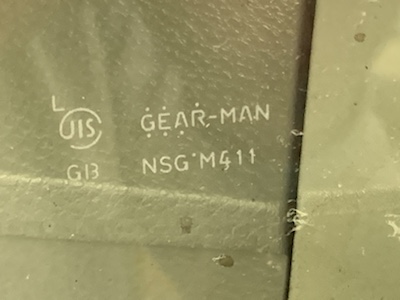 L
JIS GEAR-MAN
G13 NSG M411